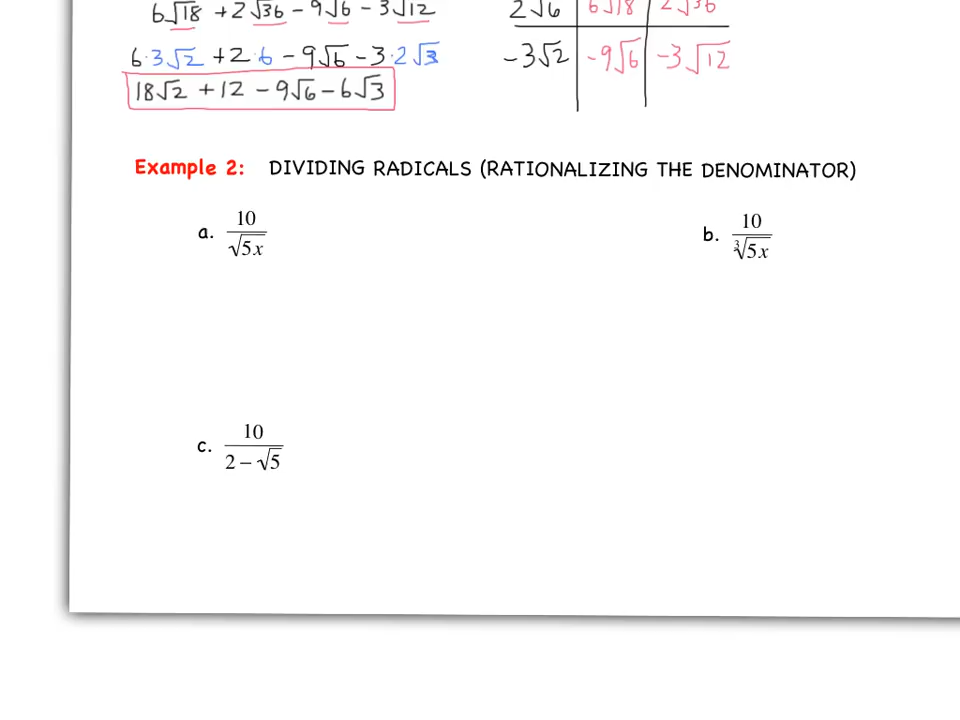 6√18 + 2√36 − 9√6 − 3√12
6·3√2 + 2·6 − 9√6 − 3·2√3
18√2 + 12 − 9√6 − 6√3
2√6 6√18 2√36
−3√2 −9√6 −3√12
Example 2: DIVIDING RADICALS (RATIONALIZING THE DENOMINATOR)
a. 10/√5x
b. 10/∛5x
c. 10/2 − √5